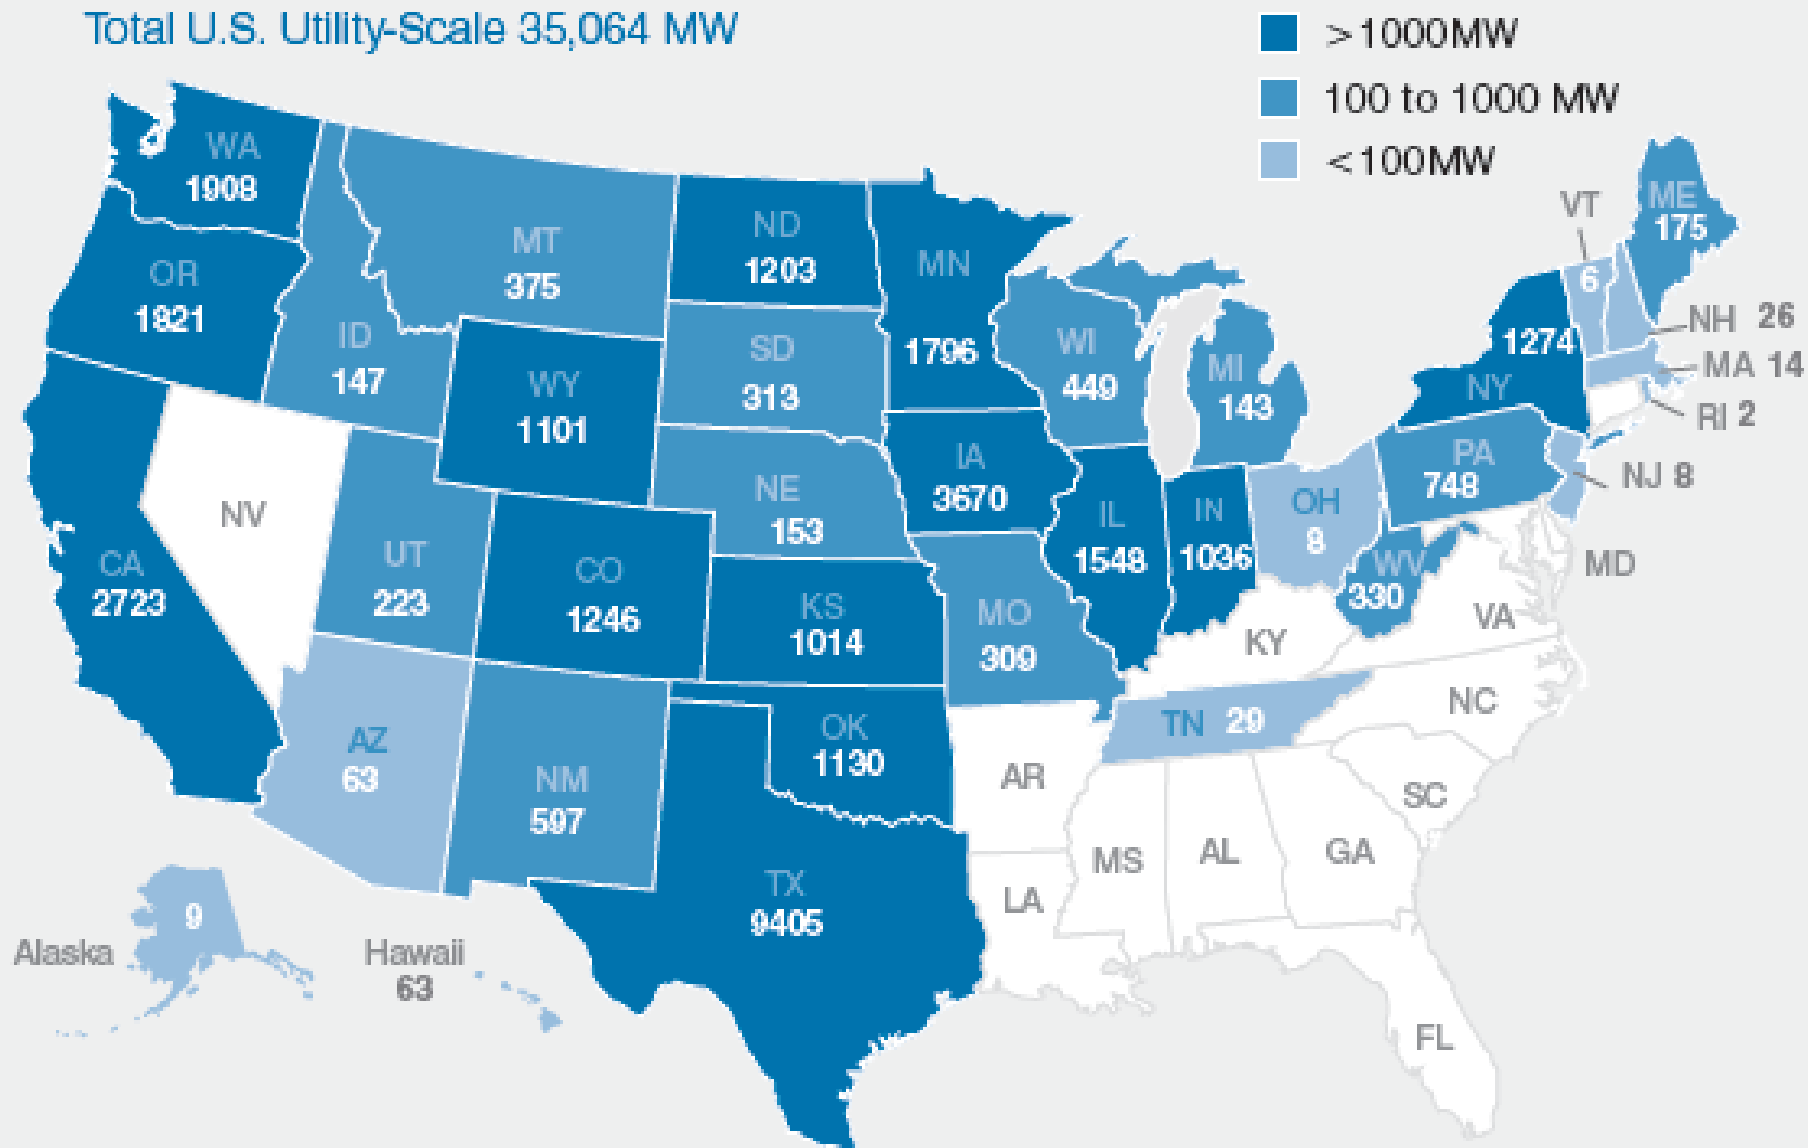 Total U.S. Utility-Scale 35,064 MW
>1000MW
100 to 1000 MW
<100MW
WA
1908
OR
1821
CA
2723
NV
ID
147
MT
375
WY
1101
UT
223
AZ
63
CO
1246
NM
597
ND
1203
SD
313
NE
153
KS
1014
OK
1130
TX
9405
MN
1796
IA
3670
MO
309
AR
LA
WI
449
IL
1548
MI
143
IN
1036
OH
8
KY
TN 29
MS
AL
GA
FL
SC
NC
VA
WV
330
MD
PA
748
NY
1274
NJ 8
RI 2
MA 14
NH 26
VT
6
ME
175
Alaska
9
Hawaii
63